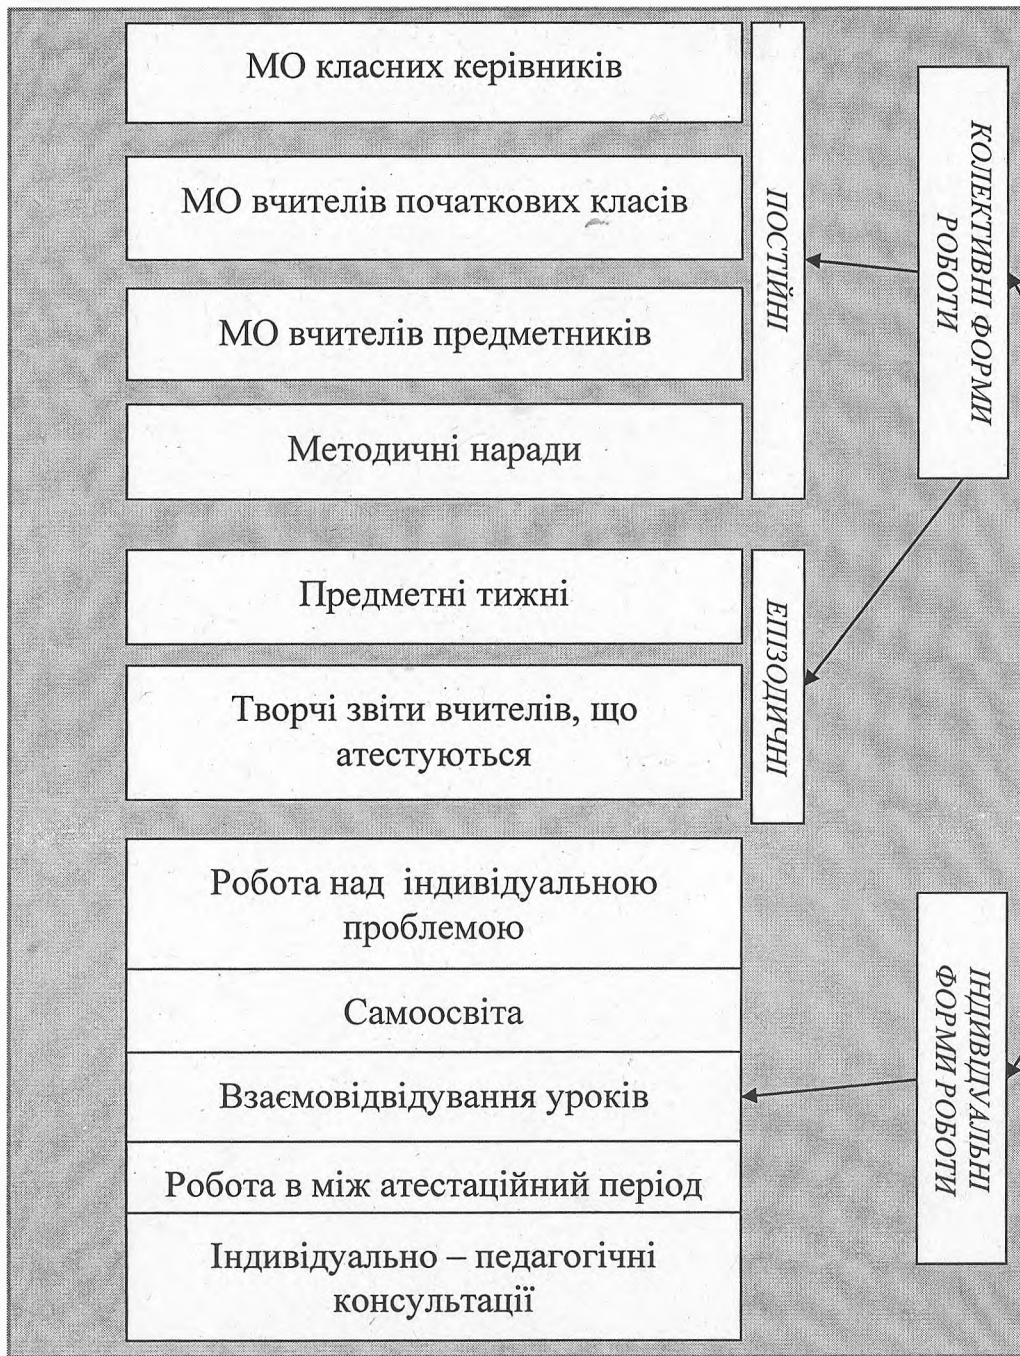 МО класних керівників
МО вчителів початкових класів
МО вчителів предметників
Методичні наради
ПОСТІЙНІ
КОЛЕКТИВНІ ФОРМИ
РОБОТИ
Предметні тижні
Творчі звіти вчителів, що
атестуються
ЕПІЗОДИЧНІ
Робота над індивідуальною
проблемою
Самоосвіта
Взаємовідвідування уроків
Робота в між атестаційний період
Індивідуально – педагогічні
консультації
ІНДИВІДУАЛЬНІ
ФОРМИ РОБОТИ